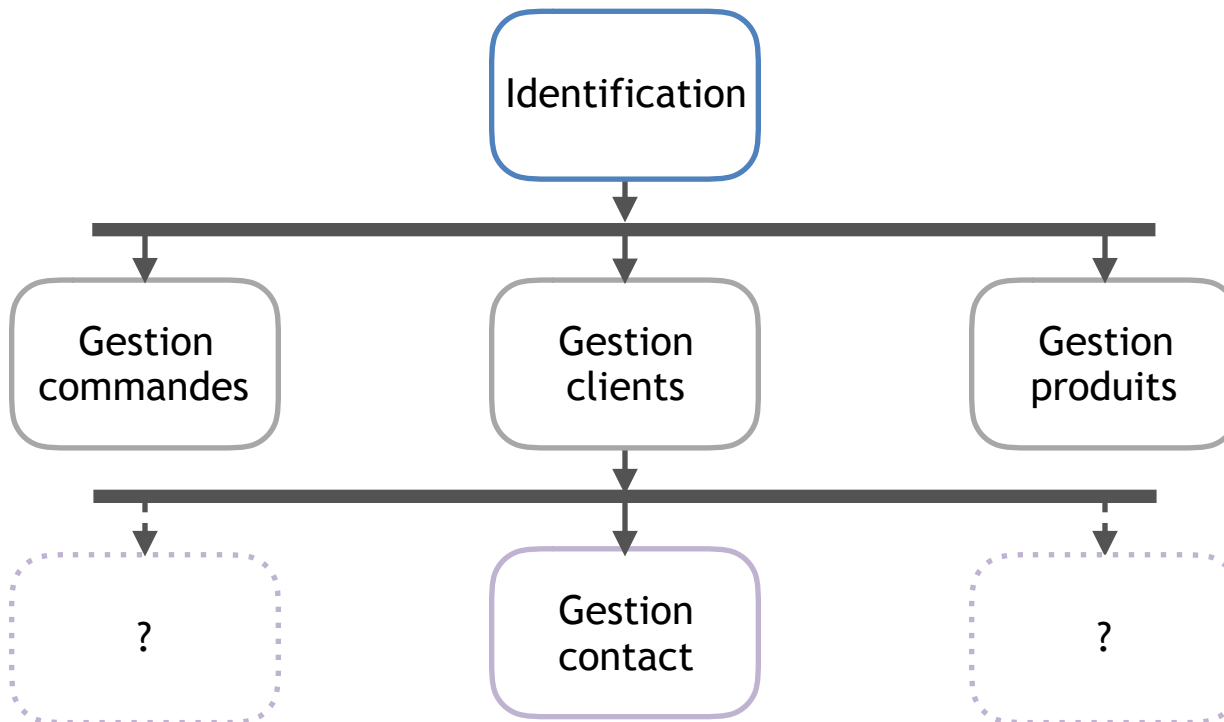 Identification
Gestion
commandes
Gestion
clients
Gestion
produits
?
Gestion
contact
?